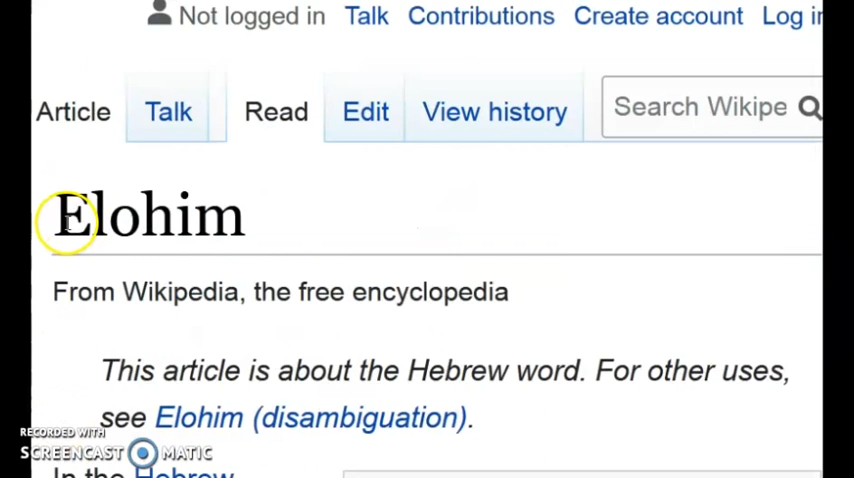 Not logged in Talk Contributions Create account Log in
Article Talk Read Edit View history Search Wikipe
Elohim
From Wikipedia, the free encyclopedia
This article is about the Hebrew word. For other uses,
see Elohim (disambiguation).
RECORDED WITH
SCREENCAST MATIC
In the Hebrew